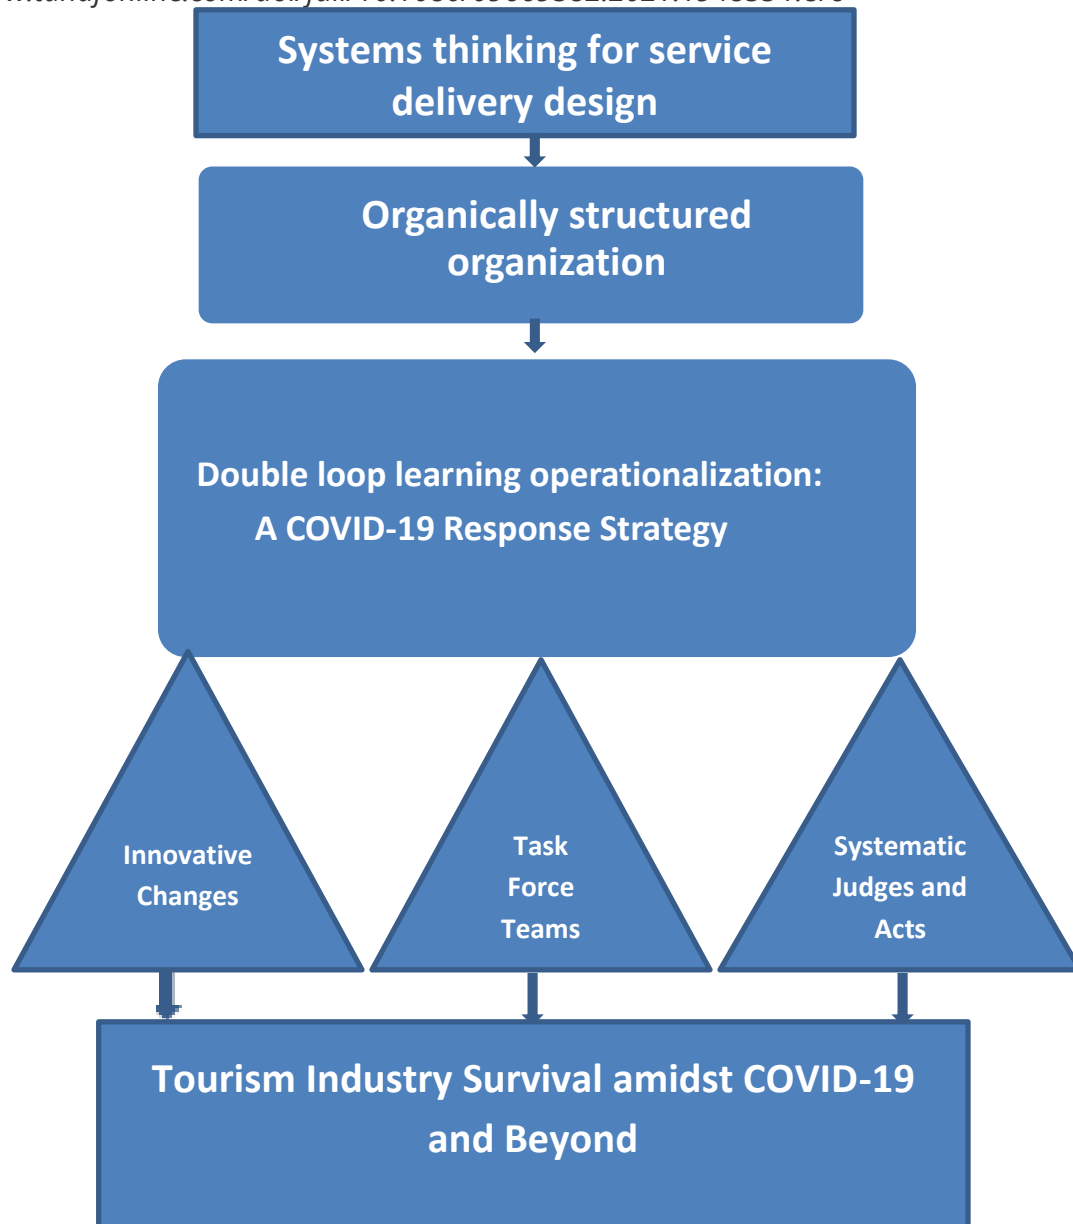 Systems thinking for service
delivery design
Organically structured
organization
Double loop learning operationalization:
A COVID-19 Response Strategy
Innovative
Changes
Task
Force
Teams
Systematic
Judges and
Acts
Tourism Industry Survival amidst COVID-19
and Beyond